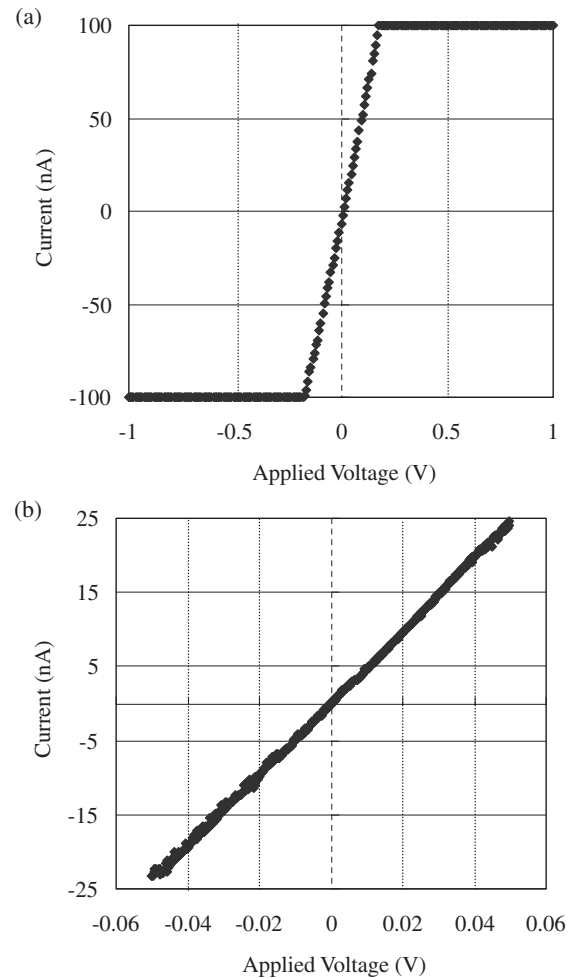 (a)
100
50
0
-50
-100
Current (nA)
-1 -0.5 0 0.5 1
Applied Voltage (V)
(b)
25
15
5
-5
-15
-25
Current (nA)
-0.06 -0.04 -0.02 0 0.02 0.04 0.06
Applied Voltage (V)